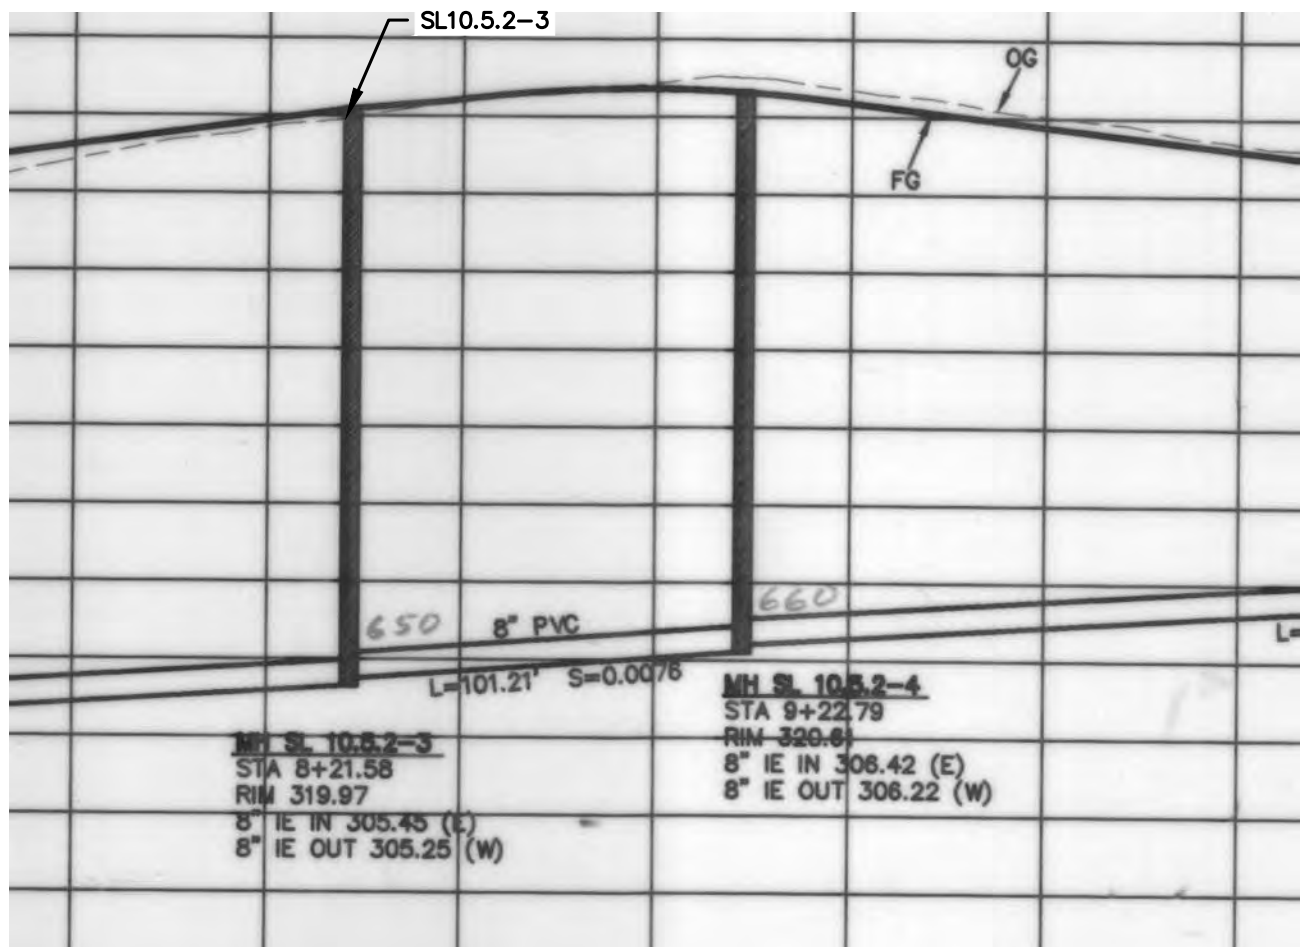 SL10.5.2-3
OG
FG
650
8" PVC
660
L=101.21' S=0.0076
L=
MH SL 10.5.2-4
STA 9+22.79
RIM 320.61
8" IE IN 306.42 (E)
8" IE OUT 306.22 (W)
MH SL 10.5.2-3
STA 8+21.58
RIM 319.97
8" IE IN 305.45 (E)
8" IE OUT 305.25 (W)